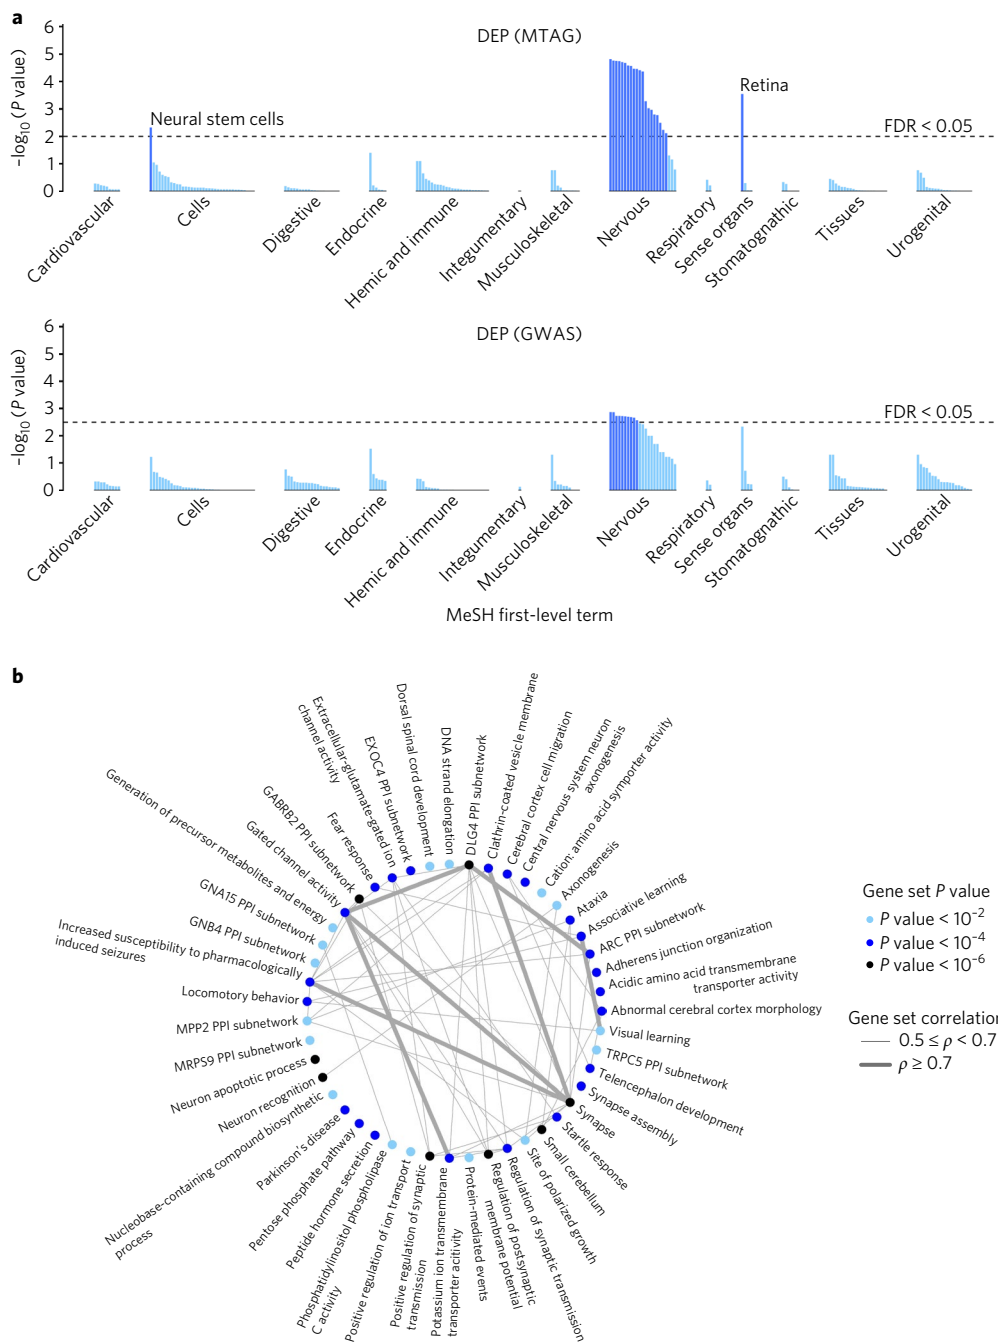 a
DEP (MTAG)
6
5
4
3
2
1
0
−log10 (P value)
Neural stem cells
Retina
FDR < 0.05
Cardiovascular
Cells
Digestive
Endocrine
Hemic and immune
Integumentary
Musculoskeletal
Nervous
Respiratory
Sense organs
Stomatognathic
Tissues
Urogenital
DEP (GWAS)
6
5
4
3
2
1
0
−log10 (P value)
FDR < 0.05
Cardiovascular
Cells
Digestive
Endocrine
Hemic and immune
Integumentary
Musculoskeletal
Nervous
Respiratory
Sense organs
Stomatognathic
Tissues
Urogenital
MeSH first-level term
b
DLG4 PPI subnetwork
Clathrin-coated vesicle membrane
Cerebral cortex cell migration
Central nervous system neuron
axonogenesis
Cation: amino acid symporter activity
Axonogenesis
Ataxia
Associative learning
ARC PPI subnetwork
Adherens junction organization
Acidic amino acid transmembrane
transporter activity
Abnormal cerebral cortex morphology
Visual learning
TRPC5 PPI subnetwork
Telencephalon development
Synapse assembly
Synapse
Startle response
Small cerebellum
Site of polarized growth
Regulation of synaptic transmission
Regulation of postsynaptic
membrane potential
Protein-mediated events
Potassium ion transmembrane
transporter acitivity
Positive regulation of synaptic
transmission
Positive regulation of ion transport
Phosphatidylinositol phospholipase
C activity
Peptide hormone secretion
Pentose phosphate pathway
Parkinson's disease
Nucleobase-containing compound biosynthetic
process
Neuron recognition
Neuron apoptotic process
MRPS9 PPI subnetwork
MPP2 PPI subnetwork
Locomotory behavior
Increased susceptibility to pharmacologically
induced seizures
GNB4 PPI subnetwork
GNA15 PPI subnetwork
Generation of precursor metabolites and energy
Gated channel activity
GABRB2 PPI subnetwork
Fear response
Extracellular-glutamate-gated ion
channel activity
EXOC4 PPI subnetwork
Dorsal spinal cord development
DNA strand elongation
Gene set P value
P value < 10−2
P value < 10−4
P value < 10−6
Gene set correlation
0.5 ≤ ρ < 0.7
ρ ≥ 0.7